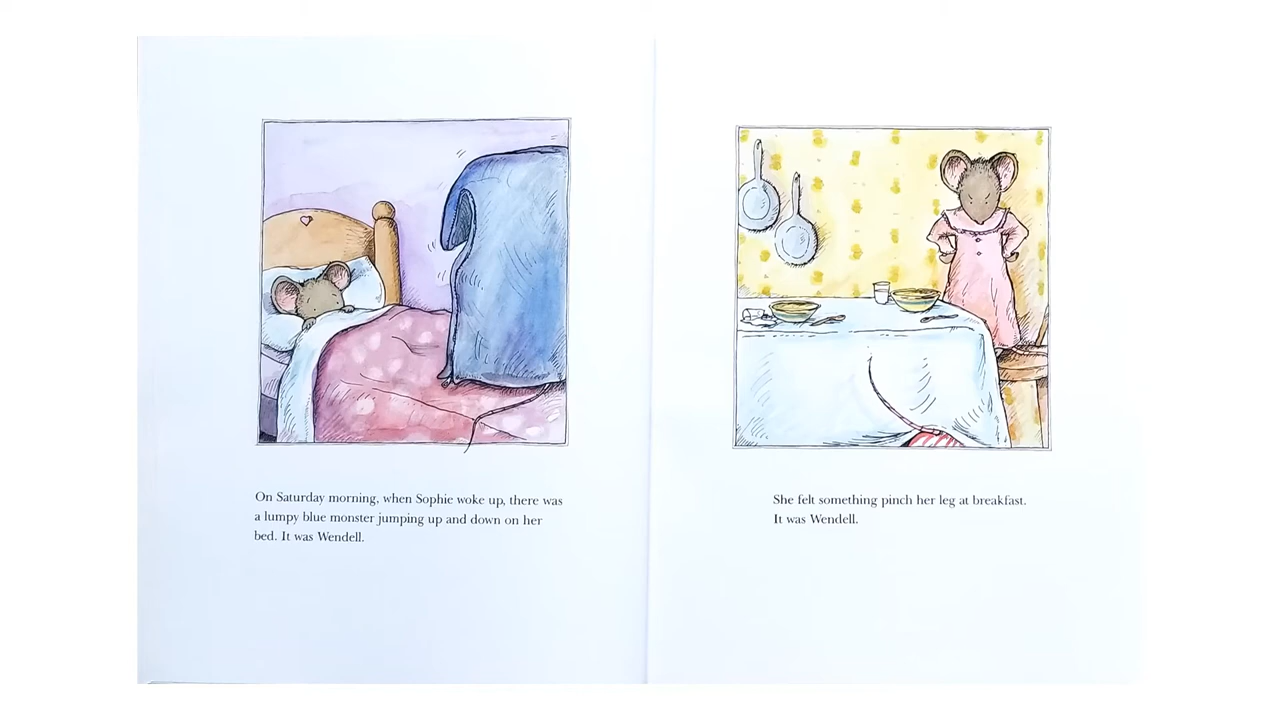 On Saturday morning, when Sophie woke up, there was
a lumpy blue monster jumping up and down on her
bed. It was Wendell.
She felt something pinch her leg at breakfast.
It was Wendell.